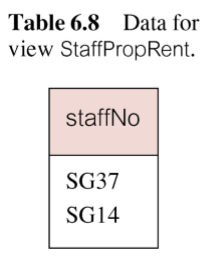 Table 6.8 Data for
view StaffPropRent.
staffNo
SG37
SG14